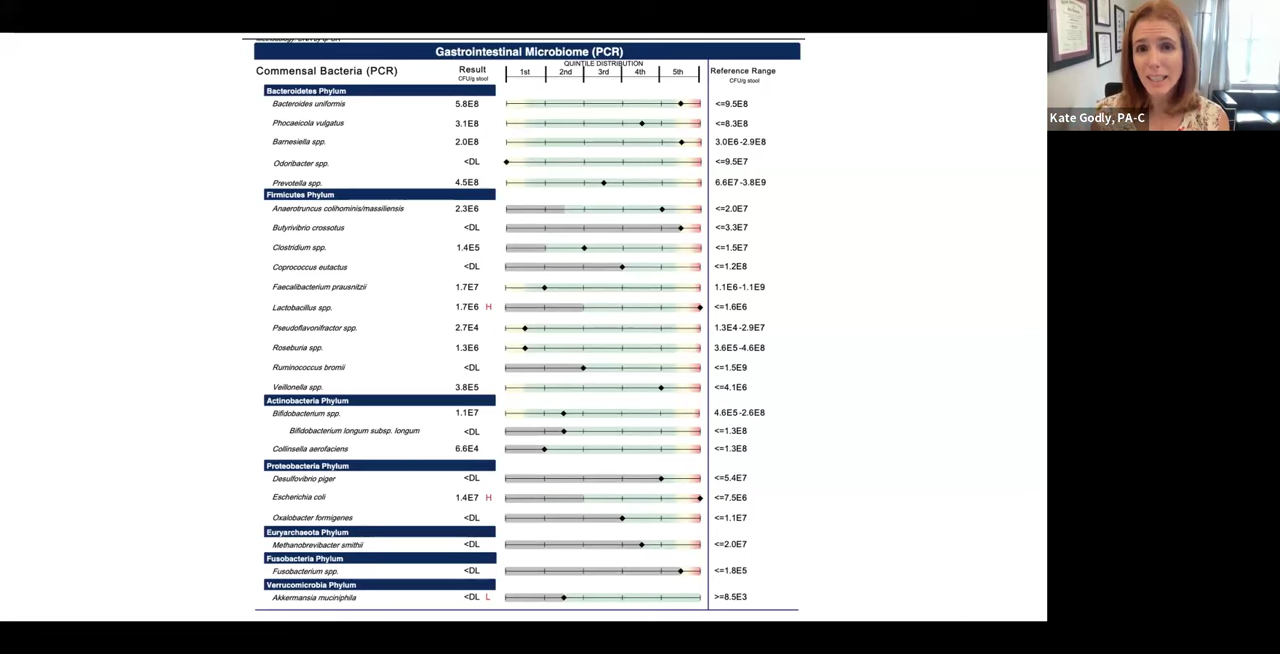 Gastrointestinal Microbiome (PCR)
Commensal Bacteria (PCR) Result CFU/g stool QUINTILE DISTRIBUTION 1st 2nd 3rd 4th 5th Reference Range CFU/g stool
Bacteroidetes Phylum
Bacteroides uniformis 5.8E8 <=9.5E8
Phocaeicola vulgatus 3.1E8 <=8.3E8
Barnesiella spp. 2.0E8 3.0E6-2.9E8
Odoribacter spp. <DL <=9.5E7
Prevotella spp. 4.5E8 6.6E7-3.8E9
Firmicutes Phylum
Anaerotruncus colihominis/massiliensis 2.3E6 <=2.0E7
Butyrivibrio crossotus <DL <=3.3E7
Clostridium spp. 1.4E5 <=1.5E7
Coprococcus eutactus <DL <=1.2E8
Faecalibacterium prausnitzii 1.7E7 1.1E6-1.1E9
Lactobacillus spp. 1.7E6 H <=1.6E6
Pseudoflavonifractor spp. 2.7E4 1.3E4-2.9E7
Roseburia spp. 1.3E6 3.6E5-4.6E8
Ruminococcus bromii <DL <=1.5E9
Veillonella spp. 3.8E5 <=4.1E6
Actinobacteria Phylum
Bifidobacterium spp. 1.1E7 4.6E5-2.6E8
Bifidobacterium longum subsp. longum <DL <=1.3E8
Collinsella aerofaciens 6.6E4 <=1.3E8
Proteobacteria Phylum
Desulfovibrio piger <DL <=5.4E7
Escherichia coli 1.4E7 H <=7.5E6
Oxalobacter formigenes <DL <=1.1E7
Euryarchaeota Phylum
Methanobrevibacter smithii <DL <=2.0E7
Fusobacteria Phylum
Fusobacterium spp. <DL <=1.8E5
Verrucomicrobia Phylum
Akkermansia muciniphila <DL L >=8.5E3
Kate Godly, PA-C